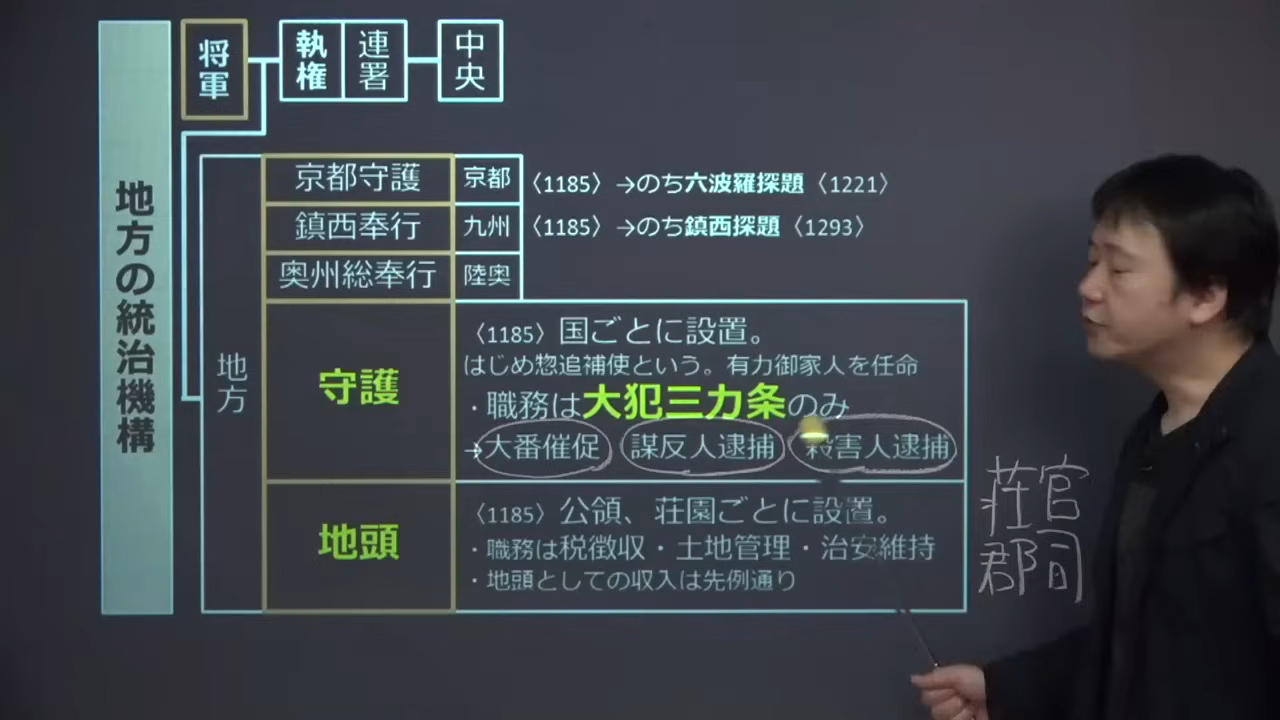 地方の統治機構
将軍
執権
連署
中央
地方
京都守護
京都
〈1185〉→のち六波羅探題〈1221〉
鎮西奉行
九州
〈1185〉→のち鎮西探題〈1293〉
奥州総奉行
陸奥
守護
〈1185〉国ごとに設置。
はじめ惣追補使という。有力御家人を任命
・職務は大犯三カ条のみ
→大番催促 謀反人逮捕 殺害人逮捕
地頭
〈1185〉公領、荘園ごとに設置。
・職務は税徴収・土地管理・治安維持
・地頭としての収入は先例通り
荘官
郡司